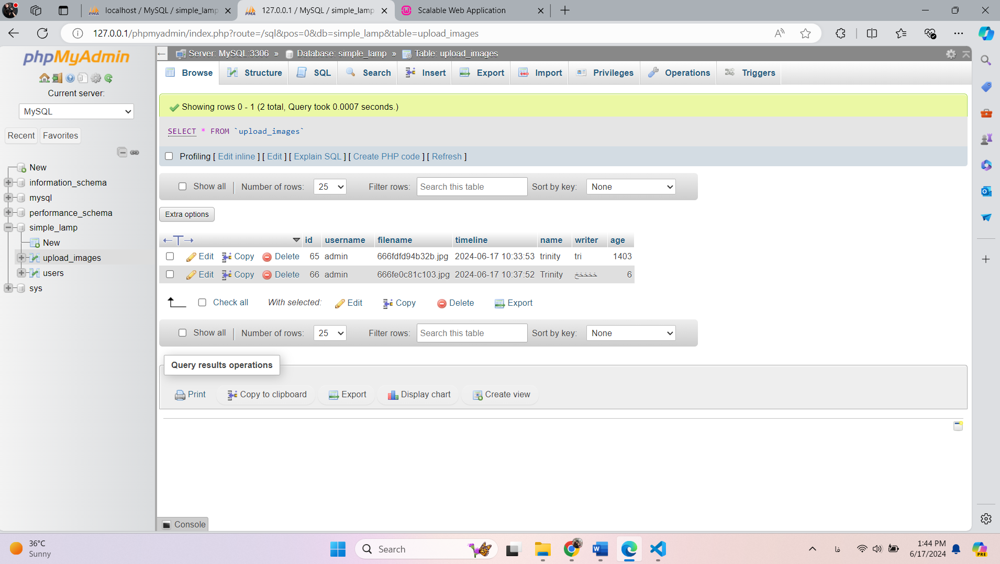 localhost / MySQL / simple_lamp
127.0.0.1 / MySQL / simple_lamp
Scalable Web Application
127.0.0.1/phpmyadmin/index.php?route=/sql&pos=0&db=simple_lamp&table=upload_images
phpMyAdmin
Current server:
MySQL
Recent Favorites
New
information_schema
mysql
performance_schema
simple_lamp
New
upload_images
users
sys
Server: MySQL:3306 » Database: simple_lamp » Table: upload_images
Browse Structure SQL Search Insert Export Import Privileges Operations Triggers
Showing rows 0 - 1 (2 total, Query took 0.0007 seconds.)
SELECT * FROM `upload_images`
Profiling [ Edit inline ] [ Edit ] [ Explain SQL ] [ Create PHP code ] [ Refresh ]
Show all Number of rows: 25 Filter rows: Search this table Sort by key: None
Extra options
id username filename timeline name writer age
Edit Copy Delete 65 admin 666fdfd94b32b.jpg 2024-06-17 10:33:53 trinity tri 1403
Edit Copy Delete 66 admin 666fe0c81c103.jpg 2024-06-17 10:37:52 Trinity خخخخخ 6
Check all With selected: Edit Copy Delete Export
Show all Number of rows: 25 Filter rows: Search this table Sort by key: None
Query results operations
Print Copy to clipboard Export Display chart Create view
Console
36°C
Sunny
Search
فا
1:44 PM
6/17/2024
PRE